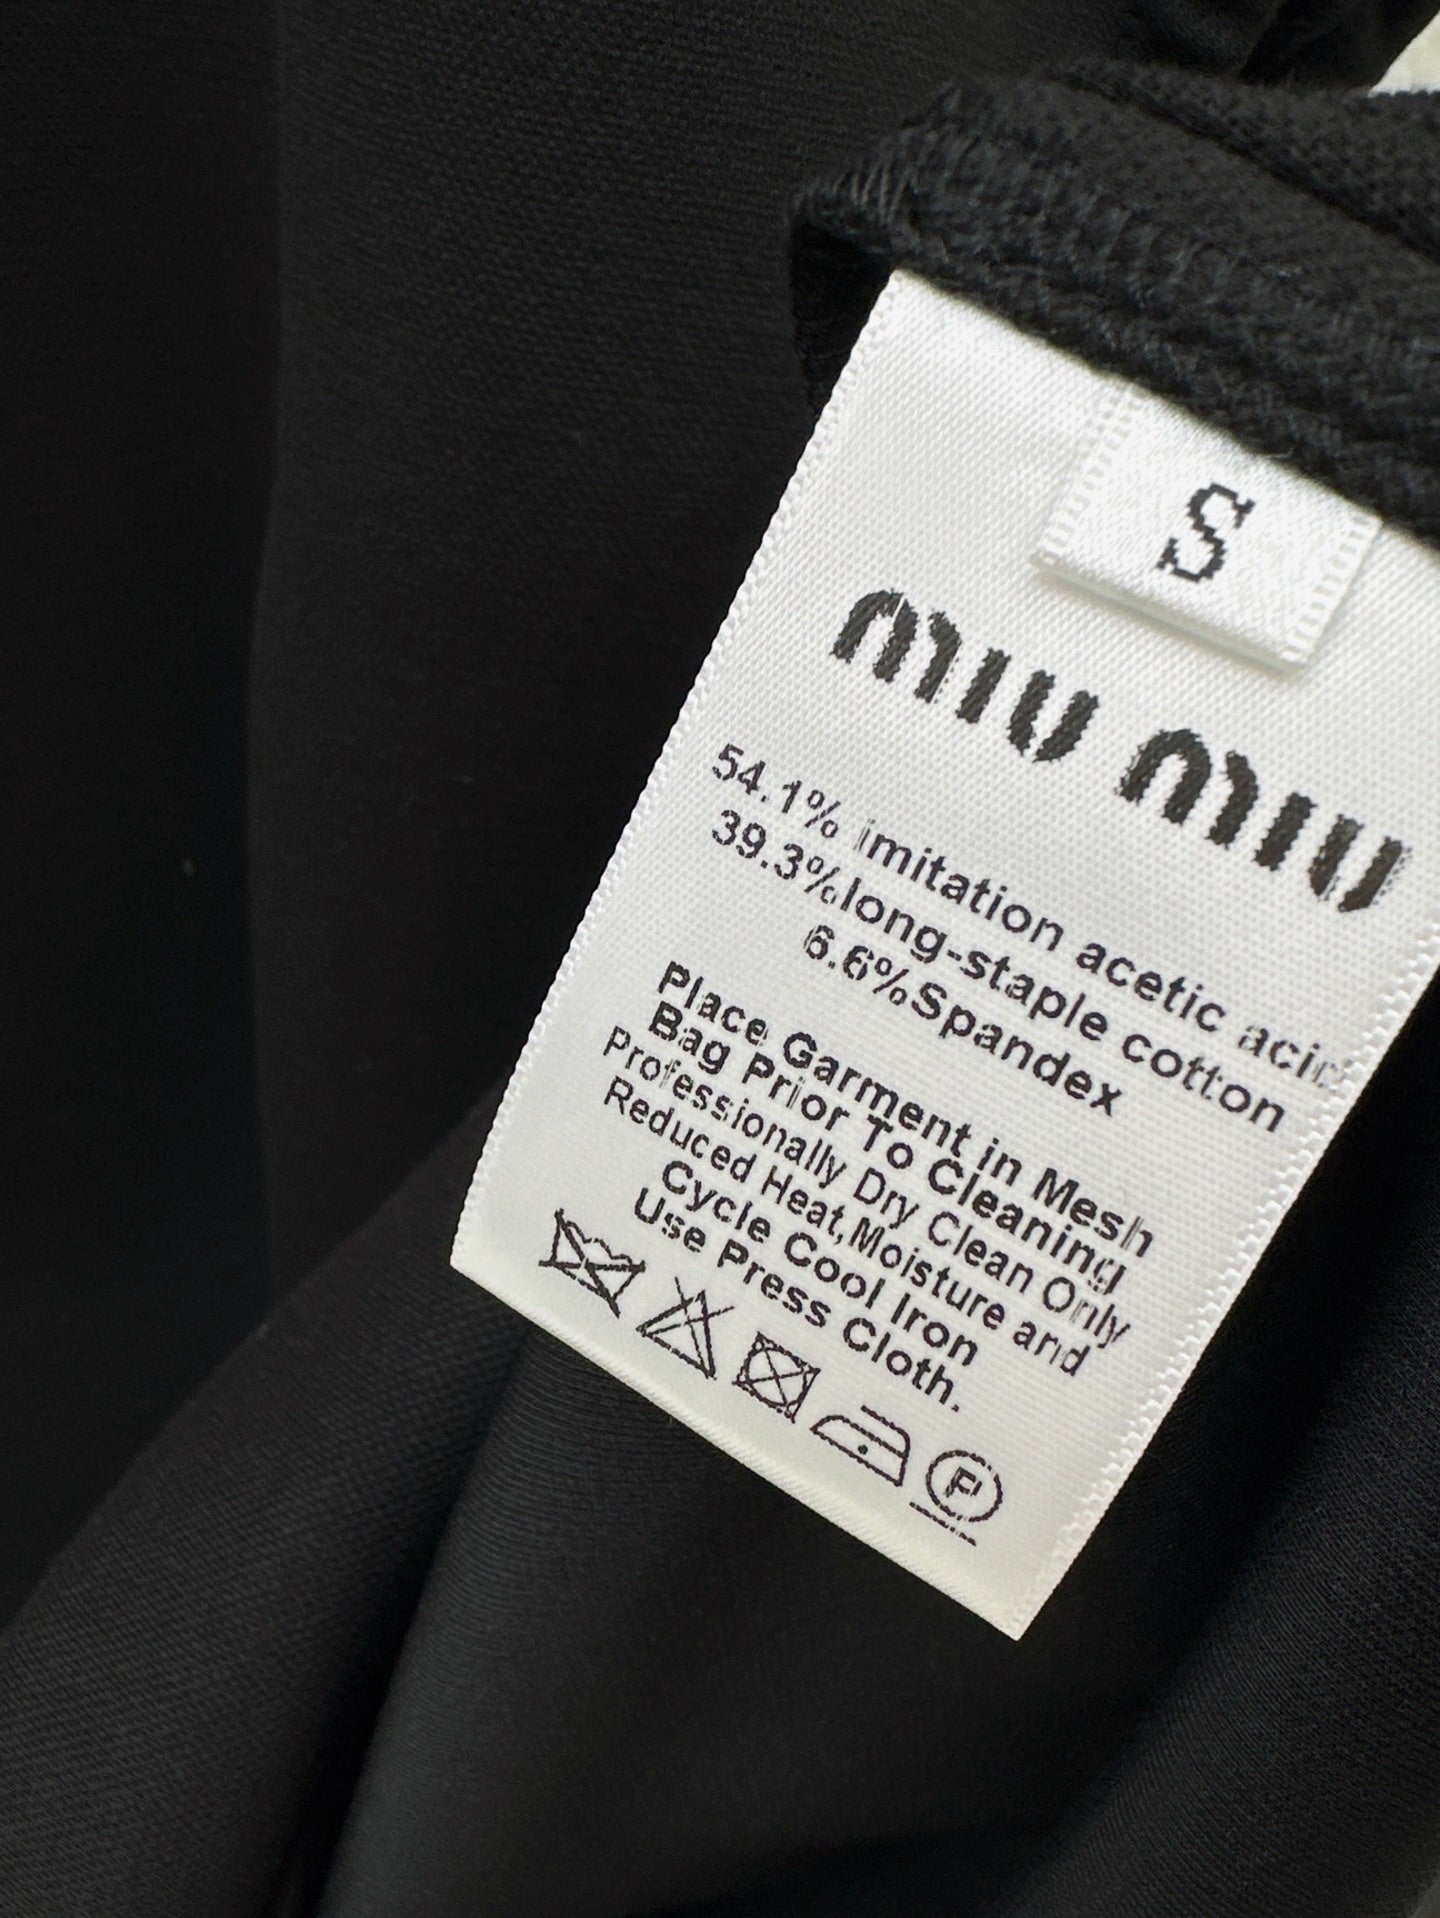 S
miu miu
54.1% imitation acetic acid
39.3%long-staple cotton
6.6%Spandex
Place Garment in Mesh
Bag Prior To Cleaning
Professionally Dry Clean Only
Reduced Heat,Moisture and
Cycle Cool Iron
Use Press Cloth.
P